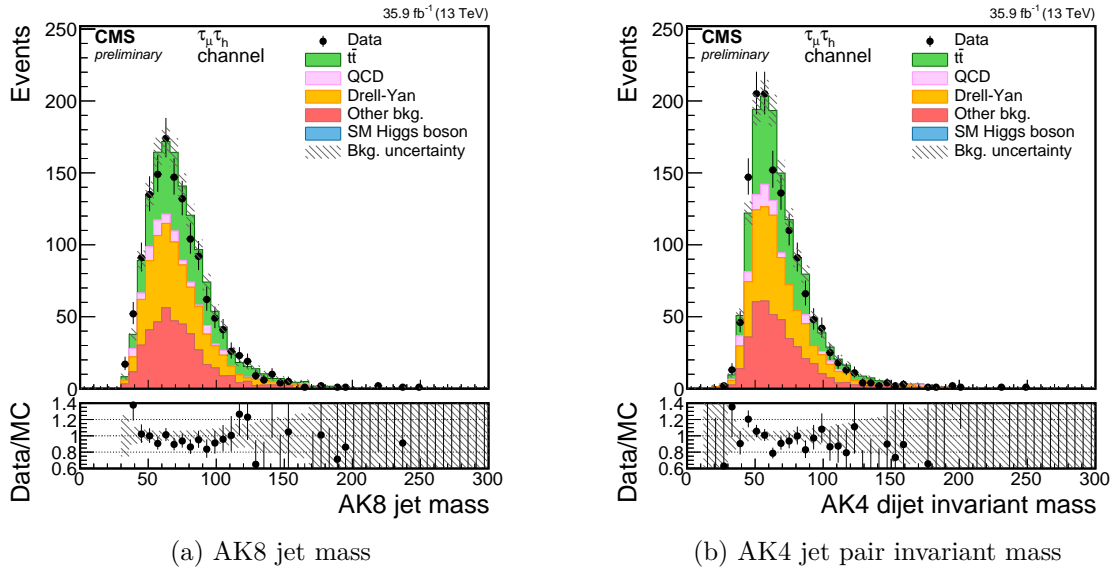 35.9 fb⁻¹ (13 TeV)
Events
250
200
150
100
50
0
CMS
preliminary
τμτh
channel
Data
tt̄
QCD
Drell-Yan
Other bkg.
SM Higgs boson
Bkg. uncertainty
Data/MC
1.4
1.2
1
0.8
0.6
0 50 100 150 200 250 300
AK8 jet mass
(a) AK8 jet mass
35.9 fb⁻¹ (13 TeV)
Events
250
200
150
100
50
0
CMS
preliminary
τμτh
channel
Data
tt̄
QCD
Drell-Yan
Other bkg.
SM Higgs boson
Bkg. uncertainty
Data/MC
1.4
1.2
1
0.8
0.6
0 50 100 150 200 250 300
AK4 dijet invariant mass
(b) AK4 jet pair invariant mass